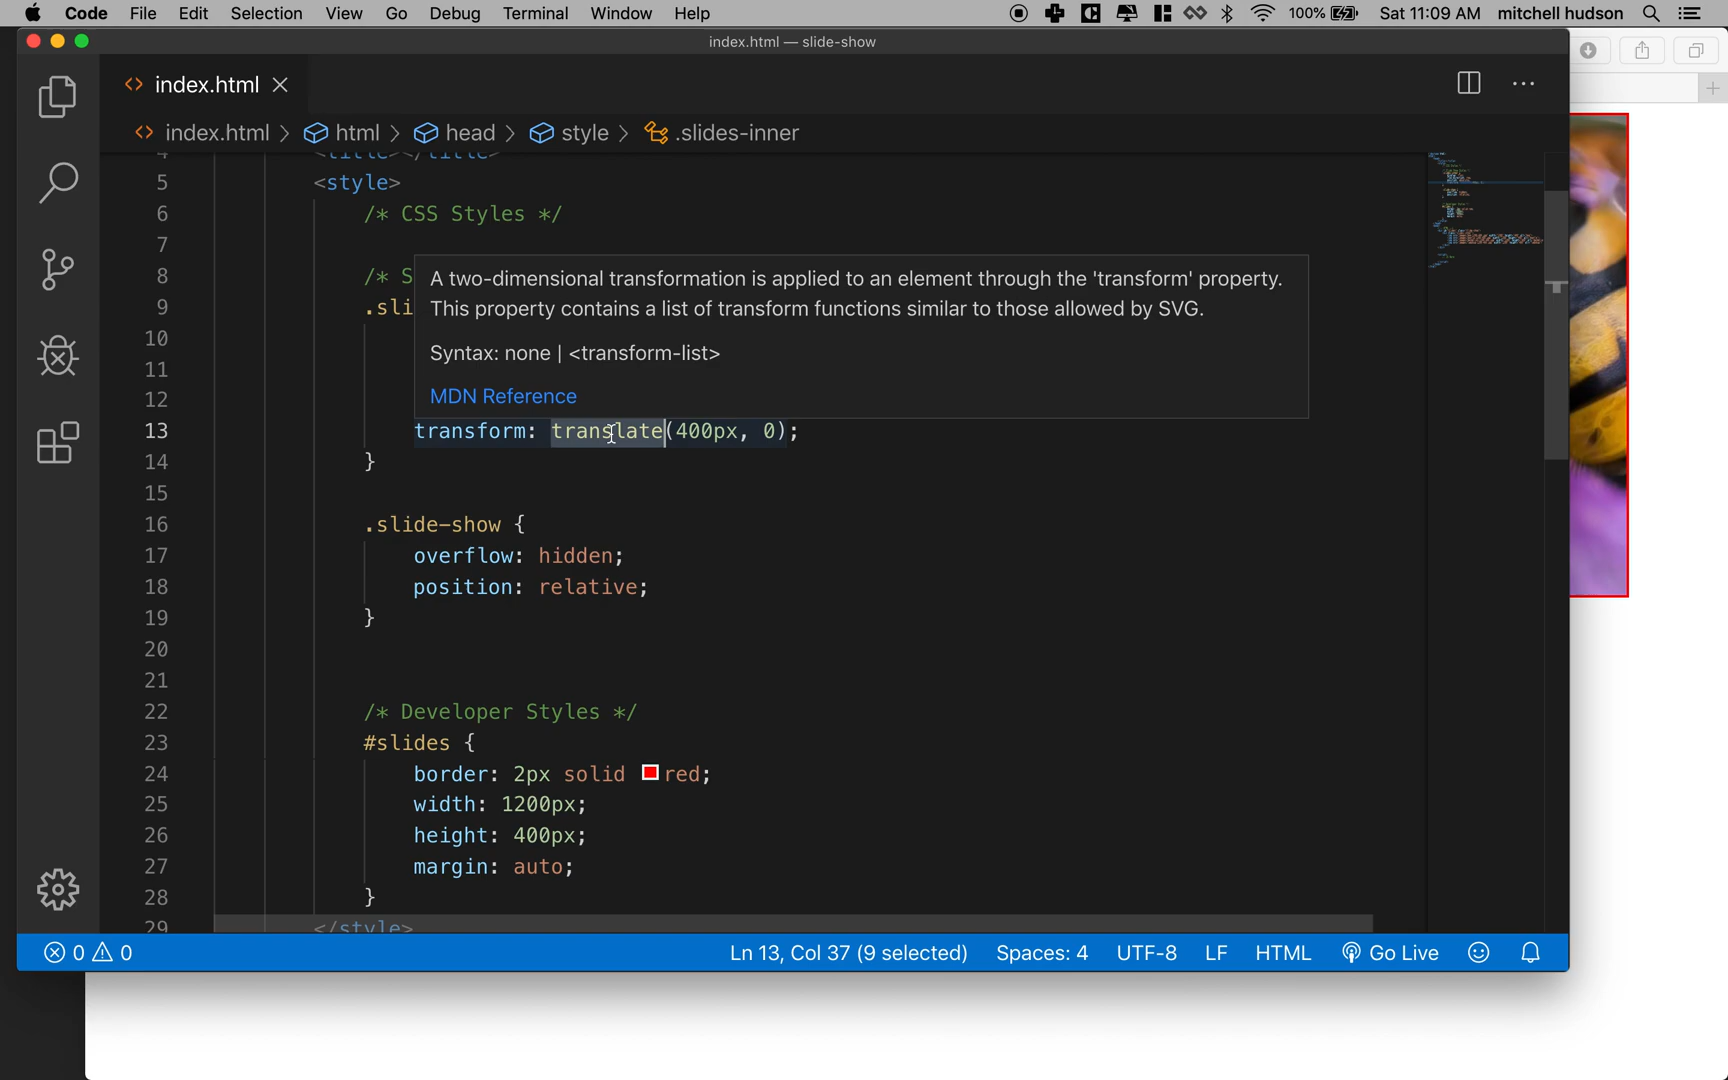 Code File Edit Selection View Go Debug Terminal Window Help 100% Sat 11:09 AM mitchell hudson
index.html — slide-show
index.html
index.html > html > head > style > .slides-inner
4 <title></title>
5 <style>
6 /* CSS Styles */
7
8 /* S
9 .sli
A two-dimensional transformation is applied to an element through the 'transform' property.
This property contains a list of transform functions similar to those allowed by SVG.
Syntax: none | <transform-list>
MDN Reference
10
11
12
13 transform: translate(400px, 0);
14 }
15
16 .slide-show {
17 overflow: hidden;
18 position: relative;
19 }
20
21
22 /* Developer Styles */
23 #slides {
24 border: 2px solid red;
25 width: 1200px;
26 height: 400px;
27 margin: auto;
28 }
29 </style>
0 0 Ln 13, Col 37 (9 selected) Spaces: 4 UTF-8 LF HTML Go Live